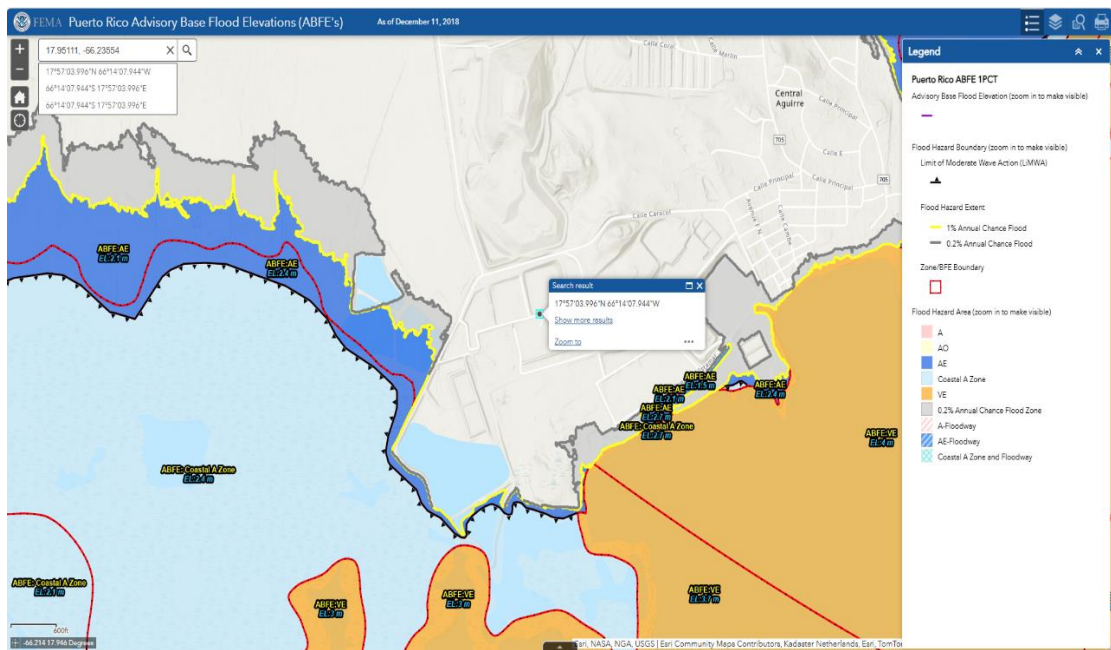 FEMA Puerto Rico Advisory Base Flood Elevations (ABFE's) As of December 11, 2018
17.95111, -66.23554
17°57'03.996"N 66°14'07.944"W
66°14'07.944"S 17°57'03.996"E
66°14'07.944"S 17°57'03.996"E
Calle Coral
Calle Marlin
Central
Aguirre
Calle Principal
705
Calle E
Calle Principal
Calle Principal
705
Calle Caracol
Avenida F N
Calle Cambe
ABFE:AE
EL:2.1 m
ABFE:AE
EL:2.4 m
Search result
17°57'03.996"N 66°14'07.944"W
Show more results
Zoom to
ABFE:AE
EL:1.5 m
ABFE:AE
EL:2.1 m
ABFE:AE
EL:2.4 m
ABFE:AE
EL:2.7 m
ABFE: Coastal A Zone
EL:2.7 m
ABFE:VE
EL:4 m
ABFE: Coastal A Zone
EL:2.4 m
ABFE: Coastal A Zone
EL:2.1 m
ABFE:VE
EL:3 m
ABFE:VE
EL:3 m
ABFE:VE
EL:3.7 m
600ft
-66.214 17.946 Degrees
Esri, NASA, NGA, USGS | Esri Community Maps Contributors, Kadaster Netherlands, Esri, TomTo
Legend
Puerto Rico ABFE 1PCT
Advisory Base Flood Elevation (zoom in to make visible)
Flood Hazard Boundary (zoom in to make visible)
Limit of Moderate Wave Action (LiMWA)
Flood Hazard Extent
1% Annual Chance Flood
0.2% Annual Chance Flood
Zone/BFE Boundary
Flood Hazard Area (zoom in to make visible)
A
AO
AE
Coastal A Zone
VE
0.2% Annual Chance Flood Zone
A-Floodway
AE-Floodway
Coastal A Zone and Floodway